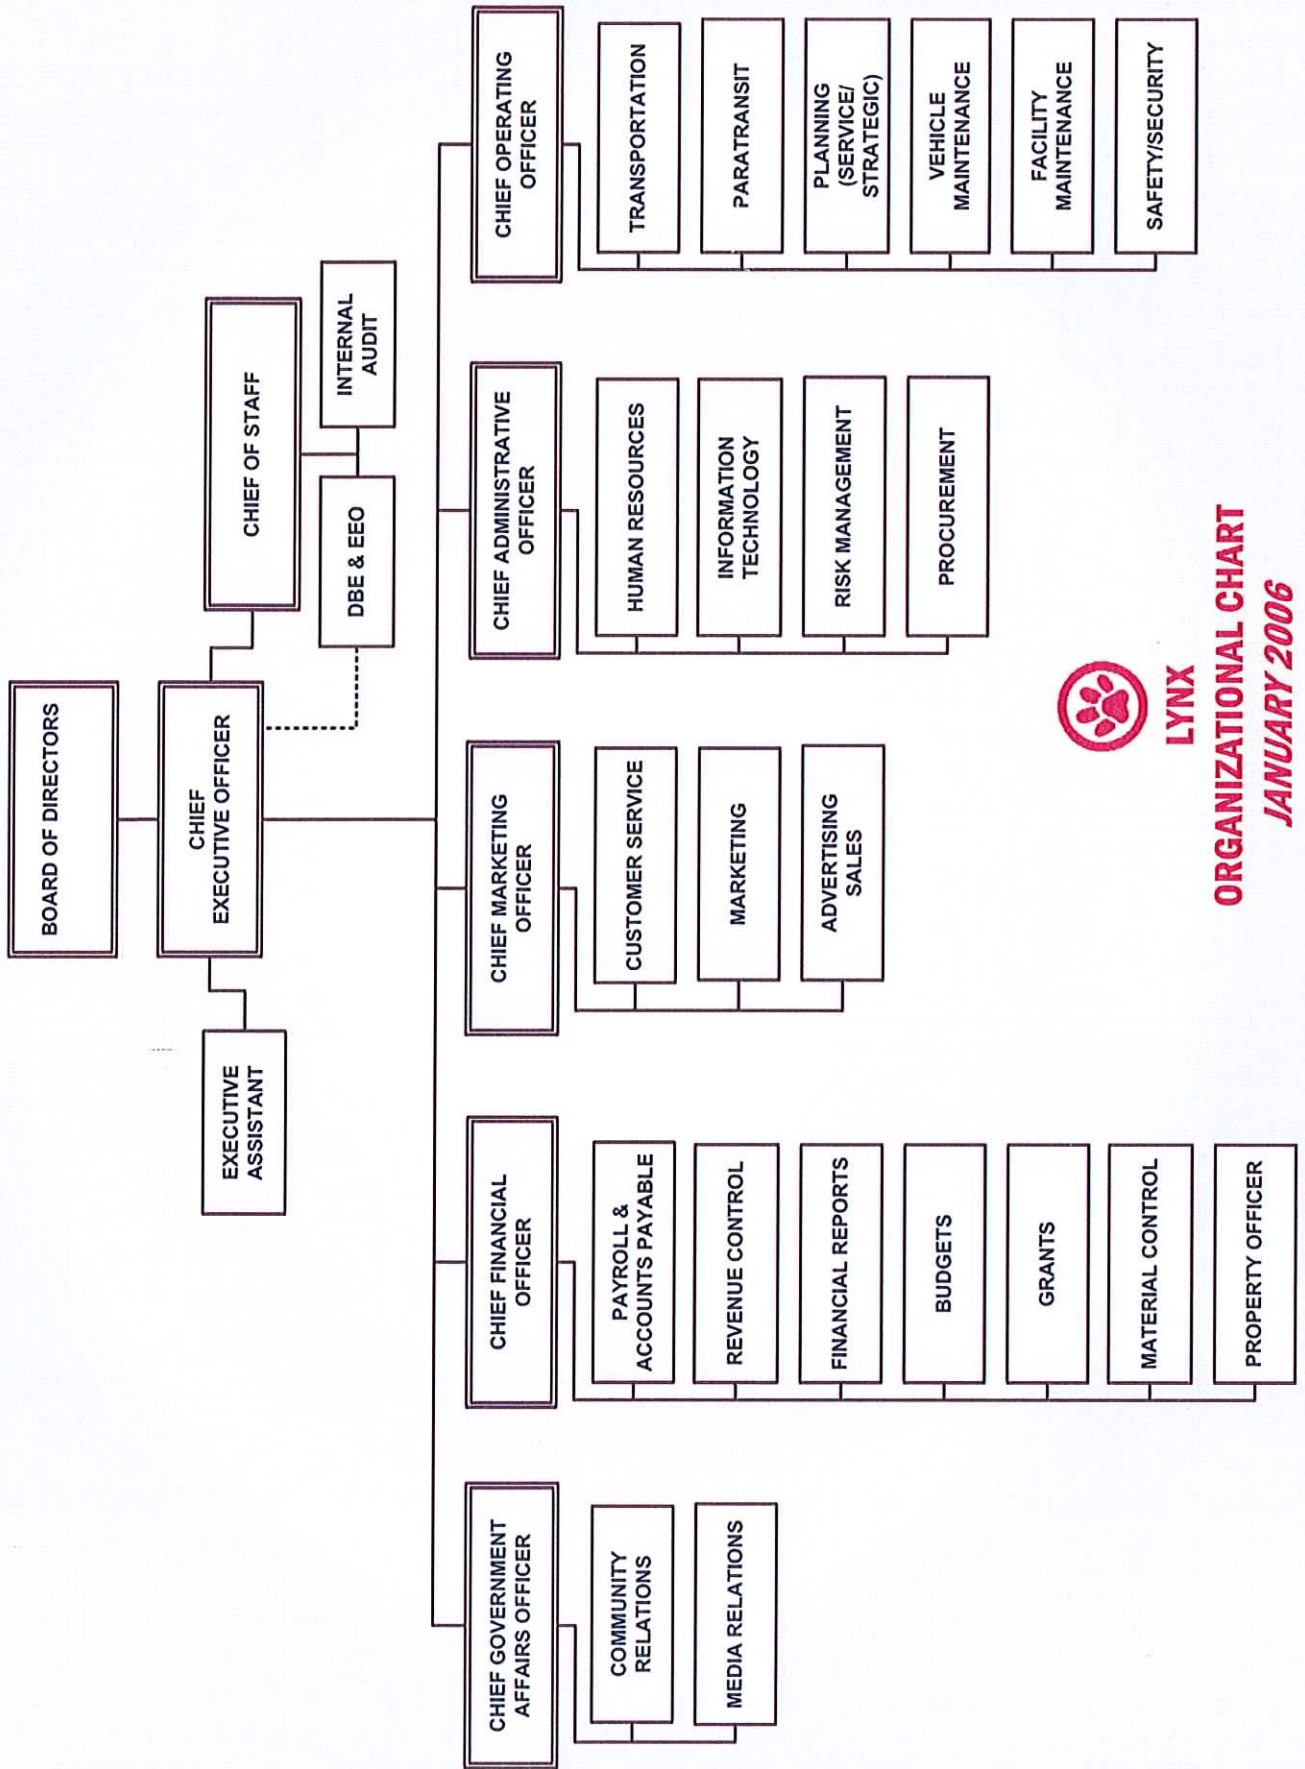 BOARD OF DIRECTORS
CHIEF
EXECUTIVE OFFICER
EXECUTIVE
ASSISTANT
CHIEF OF STAFF
DBE & EEO
INTERNAL
AUDIT
CHIEF GOVERNMENT
AFFAIRS OFFICER
COMMUNITY
RELATIONS
MEDIA RELATIONS
CHIEF FINANCIAL
OFFICER
PAYROLL &
ACCOUNTS PAYABLE
REVENUE CONTROL
FINANCIAL REPORTS
BUDGETS
GRANTS
MATERIAL CONTROL
PROPERTY OFFICER
CHIEF MARKETING
OFFICER
CUSTOMER SERVICE
MARKETING
ADVERTISING
SALES
CHIEF ADMINISTRATIVE
OFFICER
HUMAN RESOURCES
INFORMATION
TECHNOLOGY
RISK MANAGEMENT
PROCUREMENT
CHIEF OPERATING
OFFICER
TRANSPORTATION
PARATRANSIT
PLANNING
(SERVICE/
STRATEGIC)
VEHICLE
MAINTENANCE
FACILITY
MAINTENANCE
SAFETY/SECURITY
LYNX
ORGANIZATIONAL CHART
JANUARY 2006